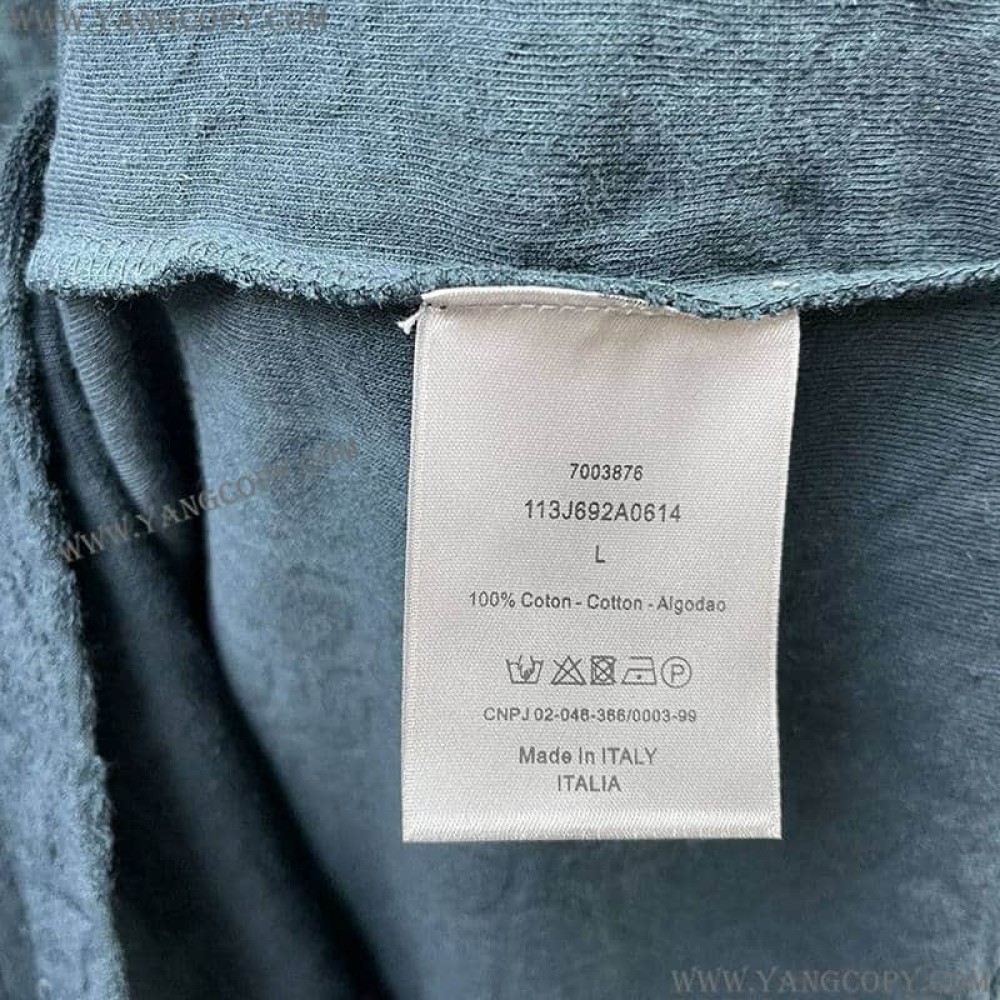 WWW.YANGCOPY.COM
WWW.YANGCOPY.COM
7003876
113J692A0614
L
100% Coton - Cotton - Algodao
P
CNPJ 02-046-366/0003-99
Made In ITALY
ITALIA
WWW.YANGCOPY.COM